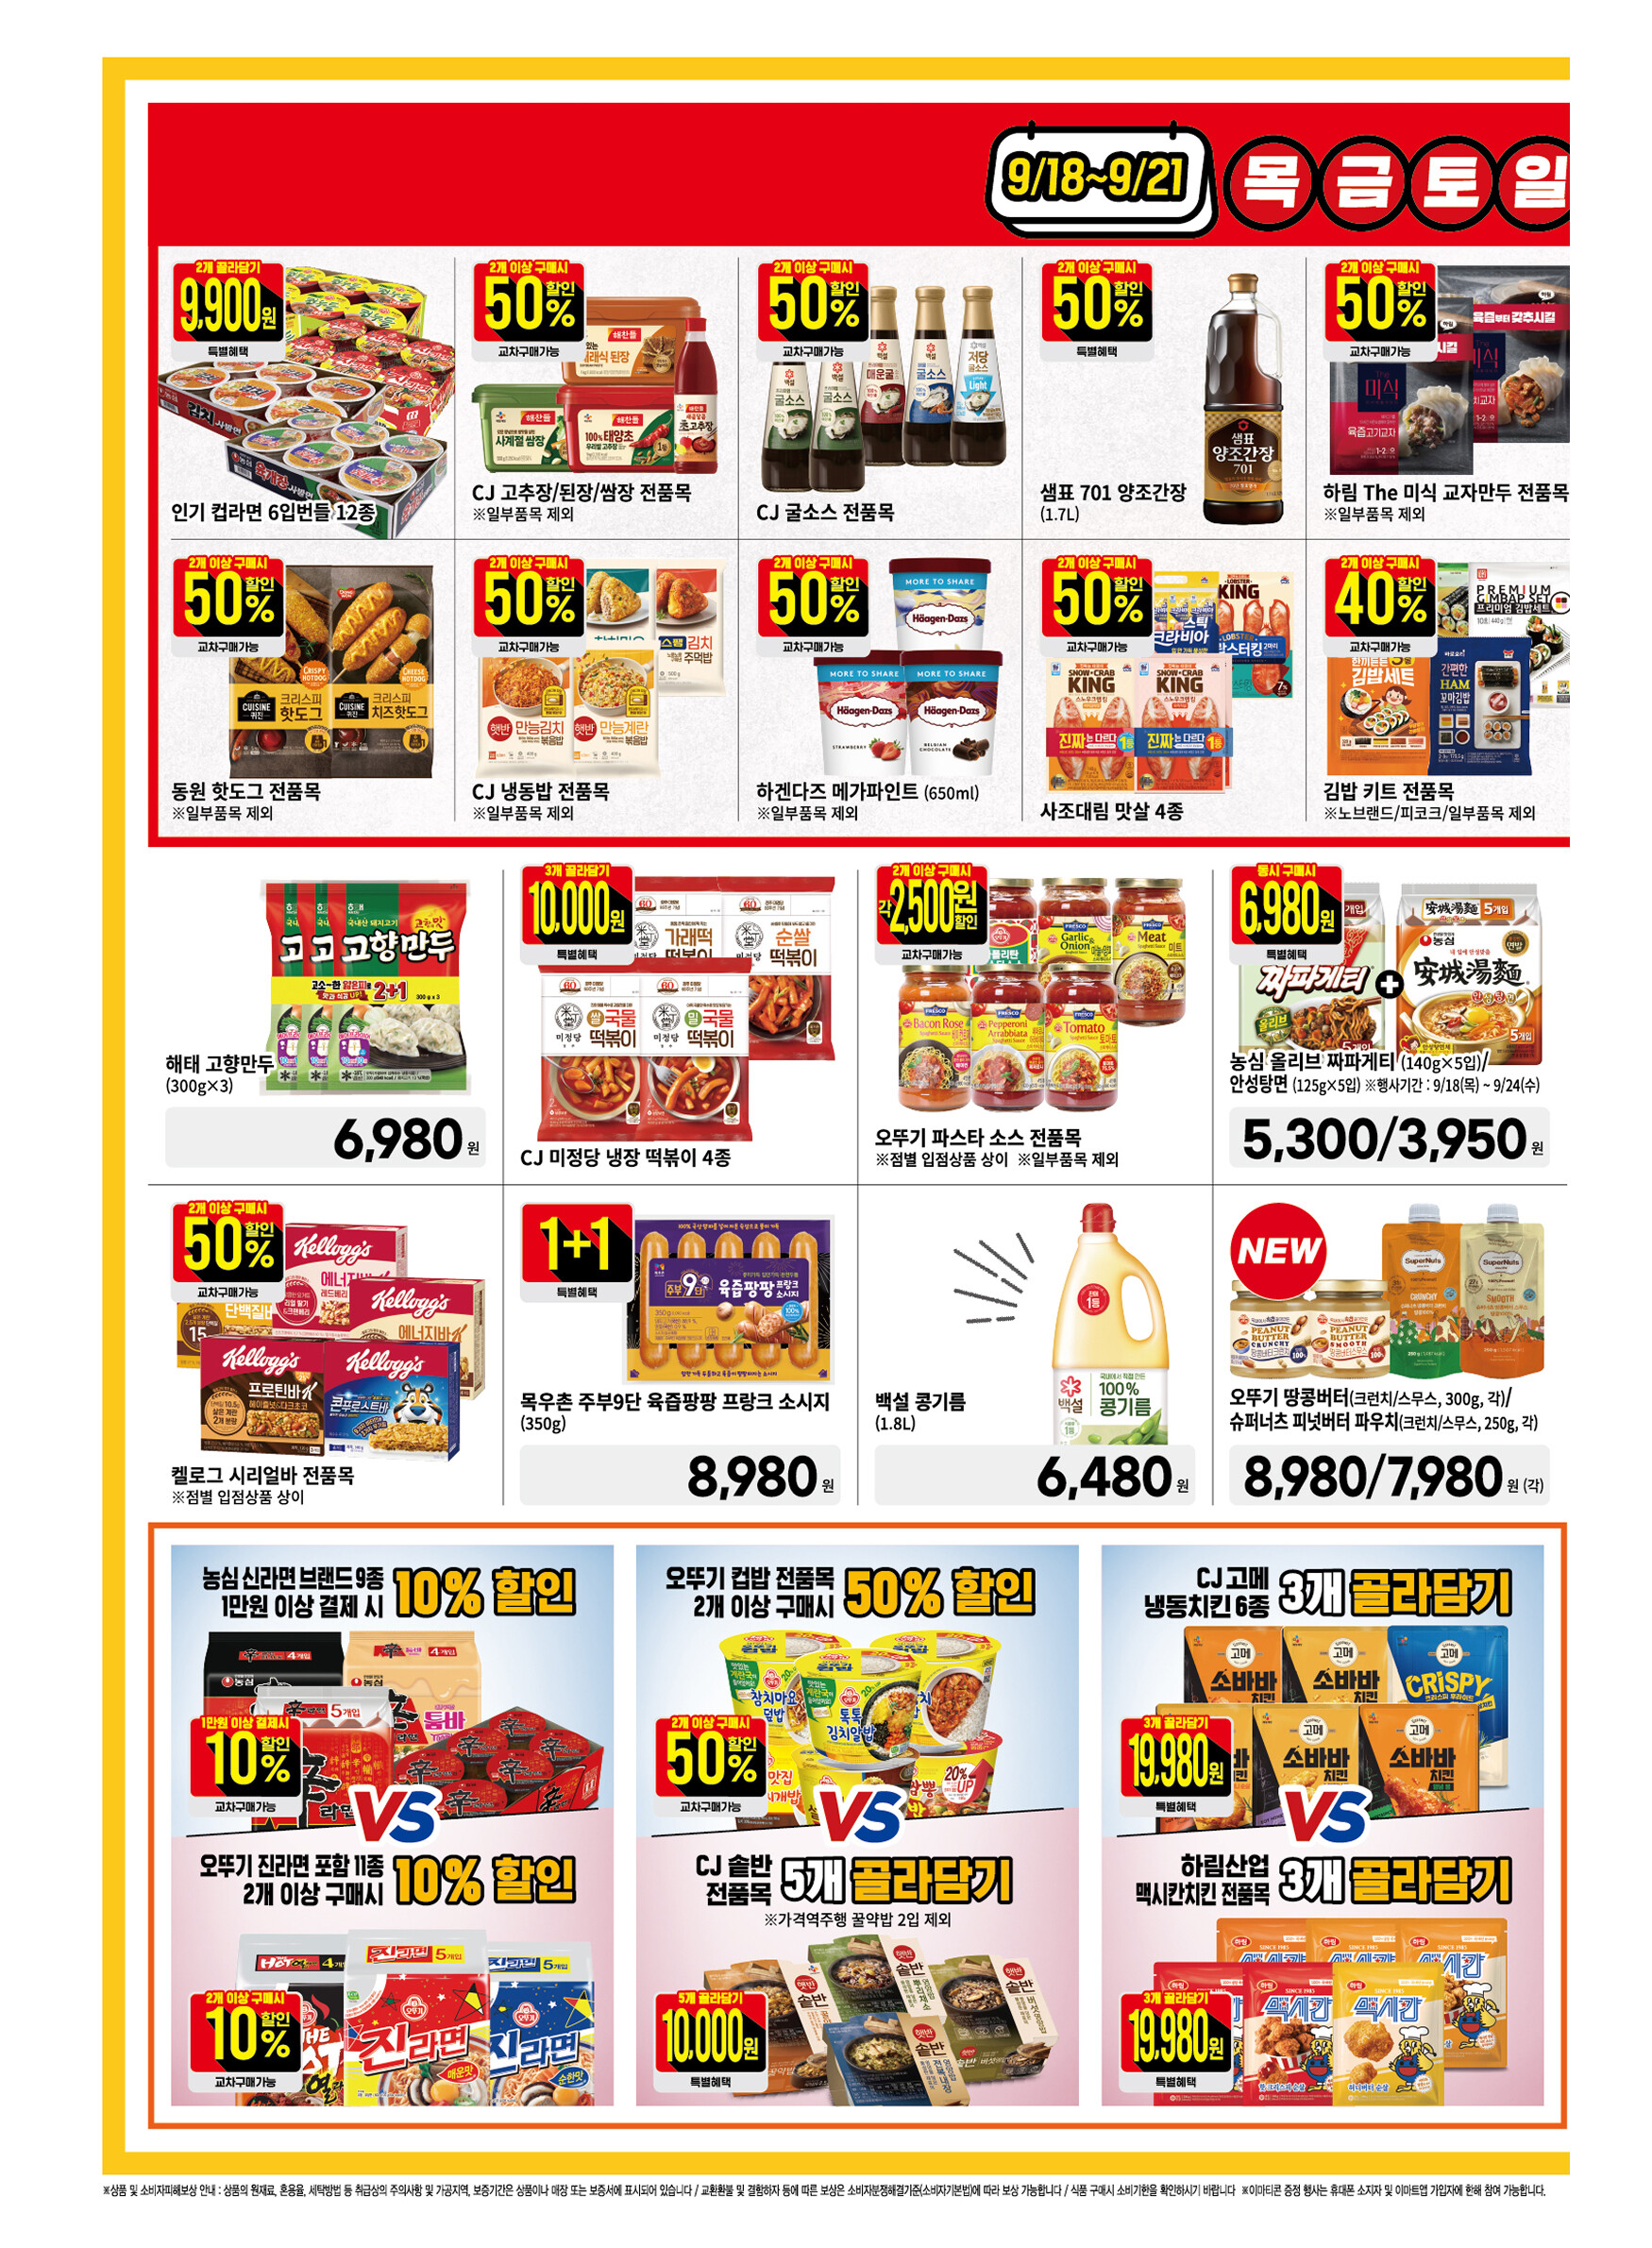 9/18~9/21 목 금 토 일
2개 골라담기
9,900원
특별혜택
인기 컵라면 6입번들 12종
2개 이상 구매시
50% 할인
교차구매가능
CJ 고추장/된장/쌈장 전품목
※일부품목 제외
2개 이상 구매시
50% 할인
교차구매가능
CJ 굴소스 전품목
2개 이상 구매시
50% 할인
특별혜택
샘표 701 양조간장
(1.7L)
2개 이상 구매시
50% 할인
교차구매가능
하림 The 미식 교자만두 전품목
※일부품목 제외
2개 이상 구매시
50% 할인
교차구매가능
동원 핫도그 전품목
※일부품목 제외
2개 이상 구매시
50% 할인
교차구매가능
CJ 냉동밥 전품목
※일부품목 제외
2개 이상 구매시
50% 할인
교차구매가능
하겐다즈 메가파인트 (650ml)
※일부품목 제외
2개 이상 구매시
50% 할인
교차구매가능
사조대림 맛살 4종
2개 이상 구매시
40% 할인
교차구매가능
김밥 키트 전품목
※노브랜드/피코크/일부품목 제외
고향만두
2+1
해태 고향만두
(300g×3)
6,980원
3개 골라담기
10,000원
특별혜택
CJ 미정당 냉장 떡볶이 4종
2개 이상 구매시
각 2,500원 할인
교차구매가능
오뚜기 파스타 소스 전품목
※점별 입점상품 상이 ※일부품목 제외
동시 구매시
6,980원
특별혜택
농심 올리브 짜파게티 (140g×5입)/
안성탕면 (125g×5입) ※행사기간 : 9/18(목) ~ 9/24(수)
5,300/3,950원
2개 이상 구매시
50% 할인
교차구매가능
켈로그 시리얼바 전품목
※점별 입점상품 상이
1+1
특별혜택
목우촌 주부9단 육즙팡팡 프랑크 소시지
(350g)
8,980원
백설
100%
콩기름
백설 콩기름
(1.8L)
6,480원
NEW
오뚜기 땅콩버터(크런치/스무스, 300g, 각)/
슈퍼너츠 피넛버터 파우치(크런치/스무스, 250g, 각)
8,980/7,980원 (각)
농심 신라면 브랜드 9종
1만원 이상 결제 시 10% 할인
1만원 이상 결제시
10% 할인
교차구매가능
VS
오뚜기 진라면 포함 11종
2개 이상 구매시 10% 할인
2개 이상 구매시
10% 할인
교차구매가능
오뚜기 컵밥 전품목
2개 이상 구매시 50% 할인
2개 이상 구매시
50% 할인
교차구매가능
VS
CJ 솥반
전품목 5개 골라담기
※가격역주행 꿀약밥 2입 제외
5개 골라담기
10,000원
특별혜택
CJ 고메
냉동치킨 6종 3개 골라담기
3개 골라담기
19,980원
특별혜택
VS
하림산업
맥시칸치킨 전품목 3개 골라담기
3개 골라담기
19,980원
특별혜택
※상품 및 소비자피해보상 안내 : 상품의 원재료, 혼용율, 세탁방법 등 취급상의 주의사항 및 가공지역, 보증기간은 상품이나 매장 또는 보증서에 표시되어 있습니다 / 교환환불 및 결함하자 등에 따른 보상은 소비자분쟁해결기준(소비자기본법)에 따라 보상 가능합니다 / 식품 구매시 소비기한을 확인하시기 바랍니다 ※이마티콘 증정 행사는 휴대폰 소지자 및 이마트앱 가입자에 한해 참여 가능합니다.